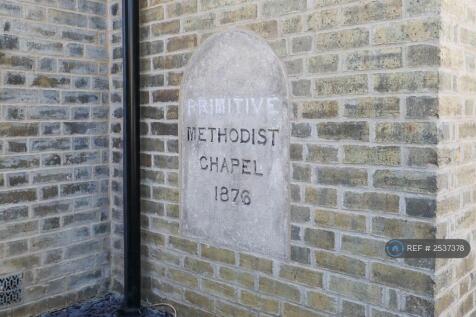 PRIMITIVE
METHODIST
CHAPEL
1876
REF # 2537378